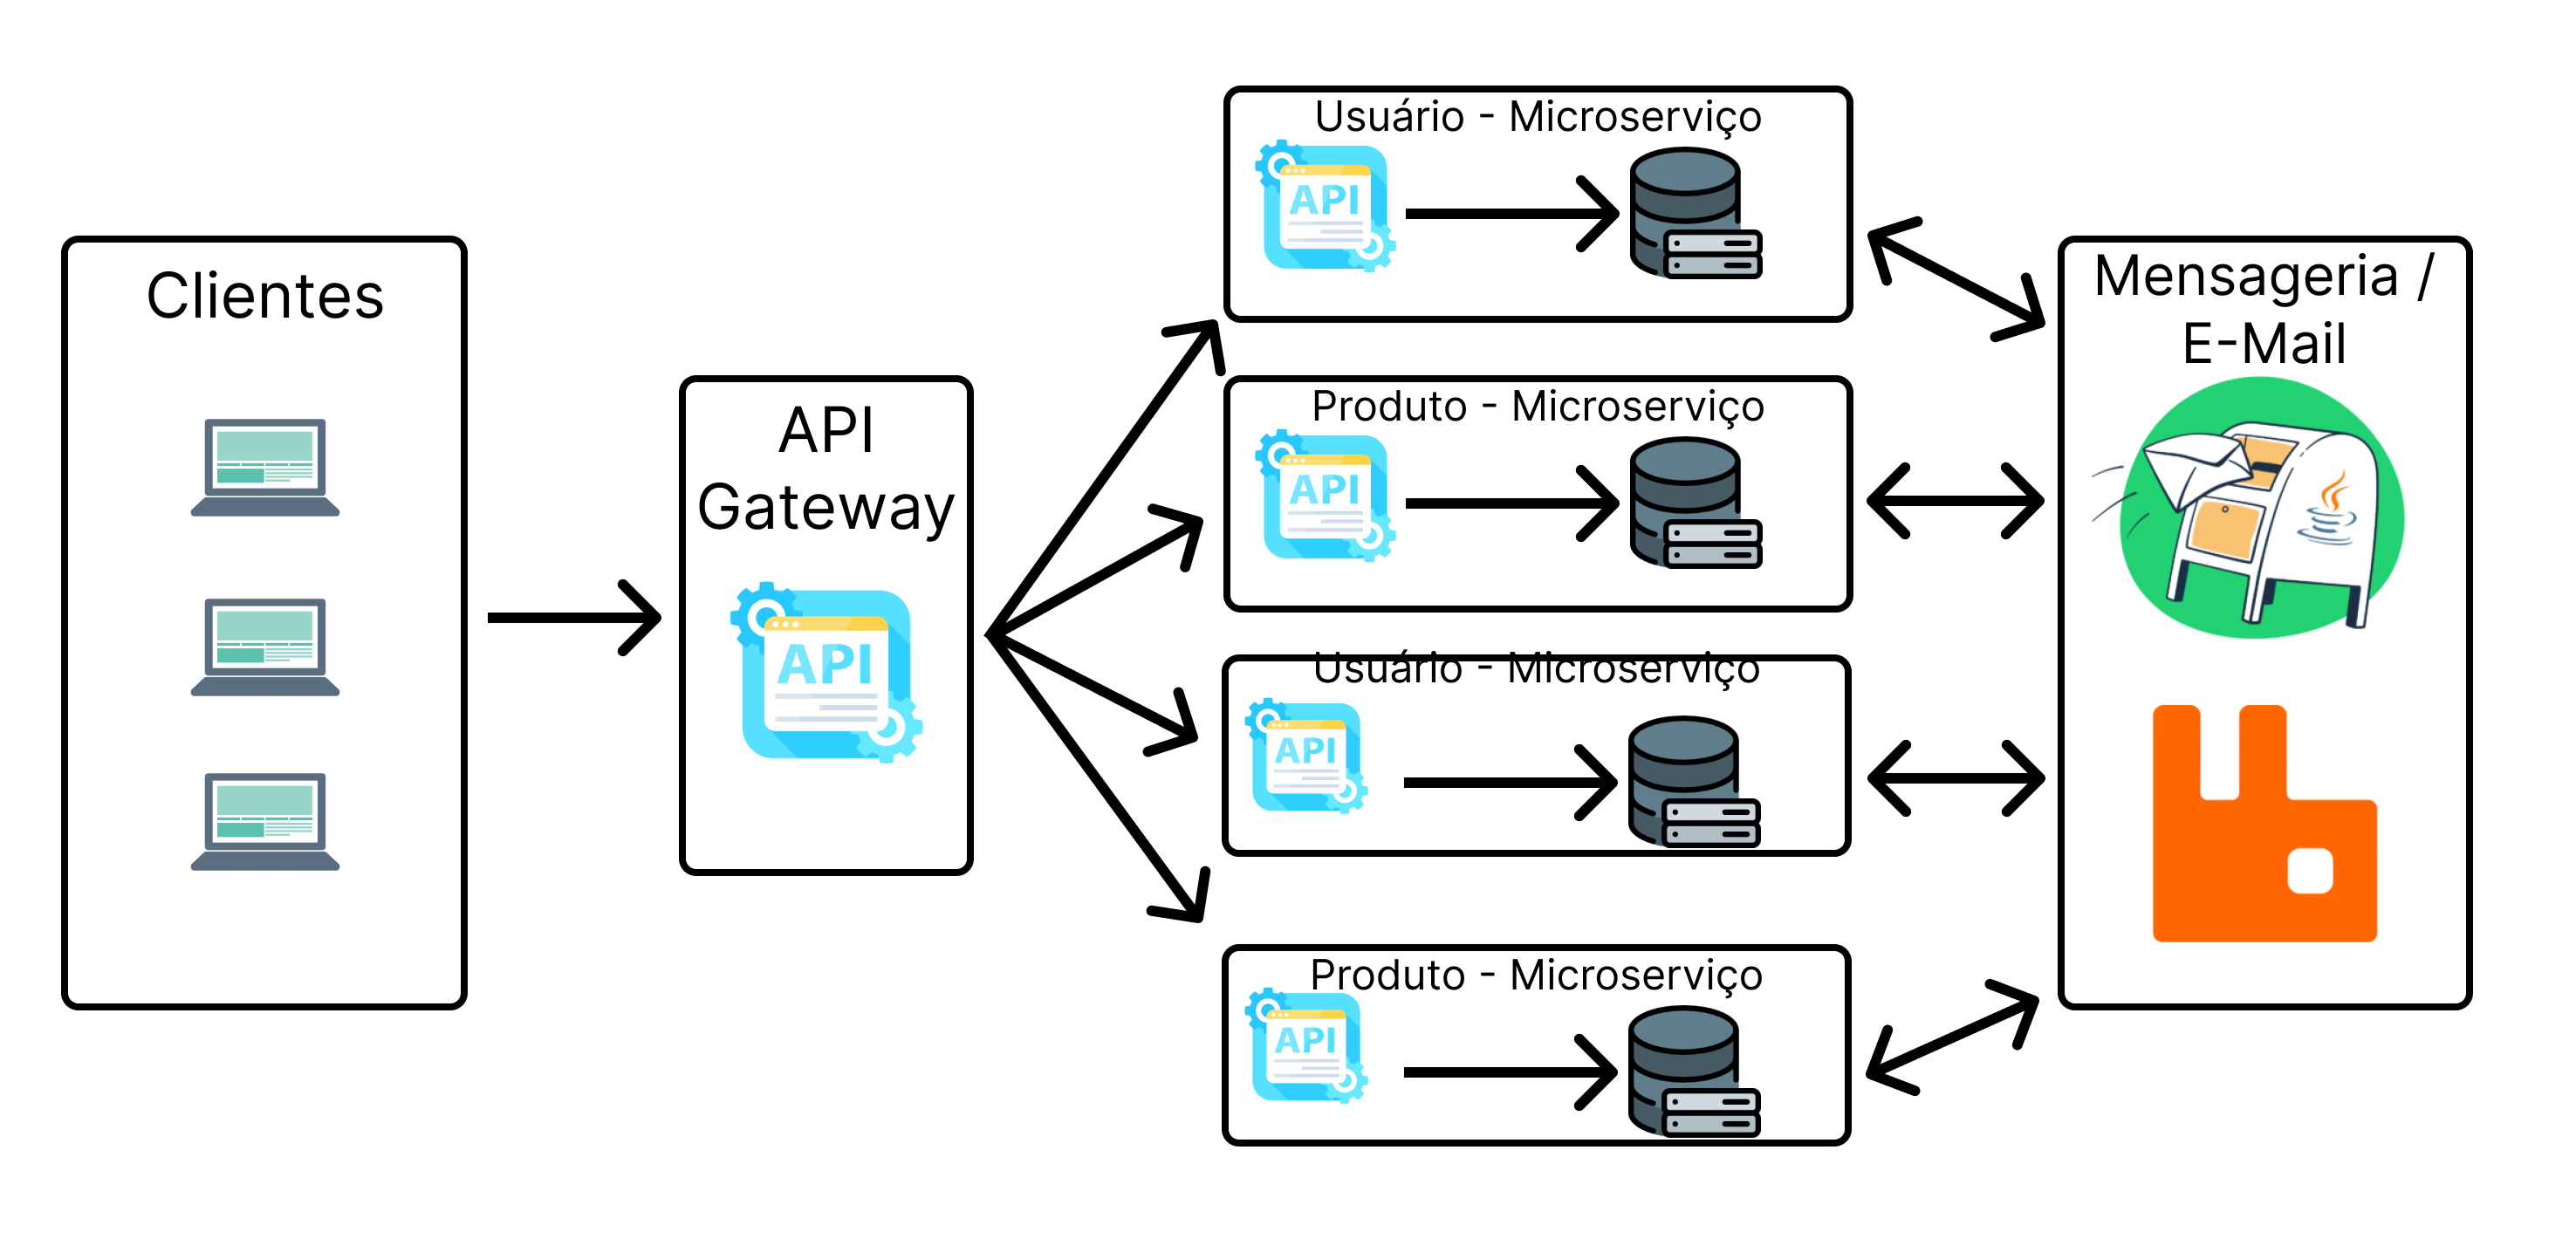 Clientes
API
Gateway
API
Usuário - Microserviço
API
Produto - Microserviço
API
Usuário - Microserviço
API
Produto - Microserviço
API
Mensageria /
E-Mail